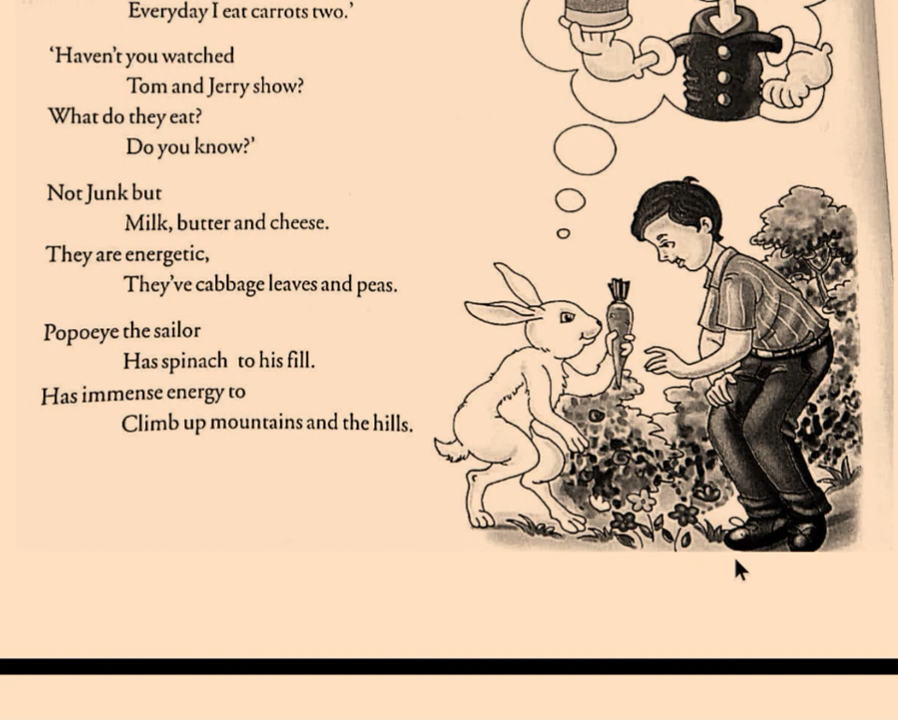 Everyday I eat carrots two.’
‘Haven’t you watched
Tom and Jerry show?
What do they eat?
Do you know?’
Not Junk but
Milk, butter and cheese.
They are energetic,
They’ve cabbage leaves and peas.
Popoeye the sailor
Has spinach to his fill.
Has immense energy to
Climb up mountains and the hills.